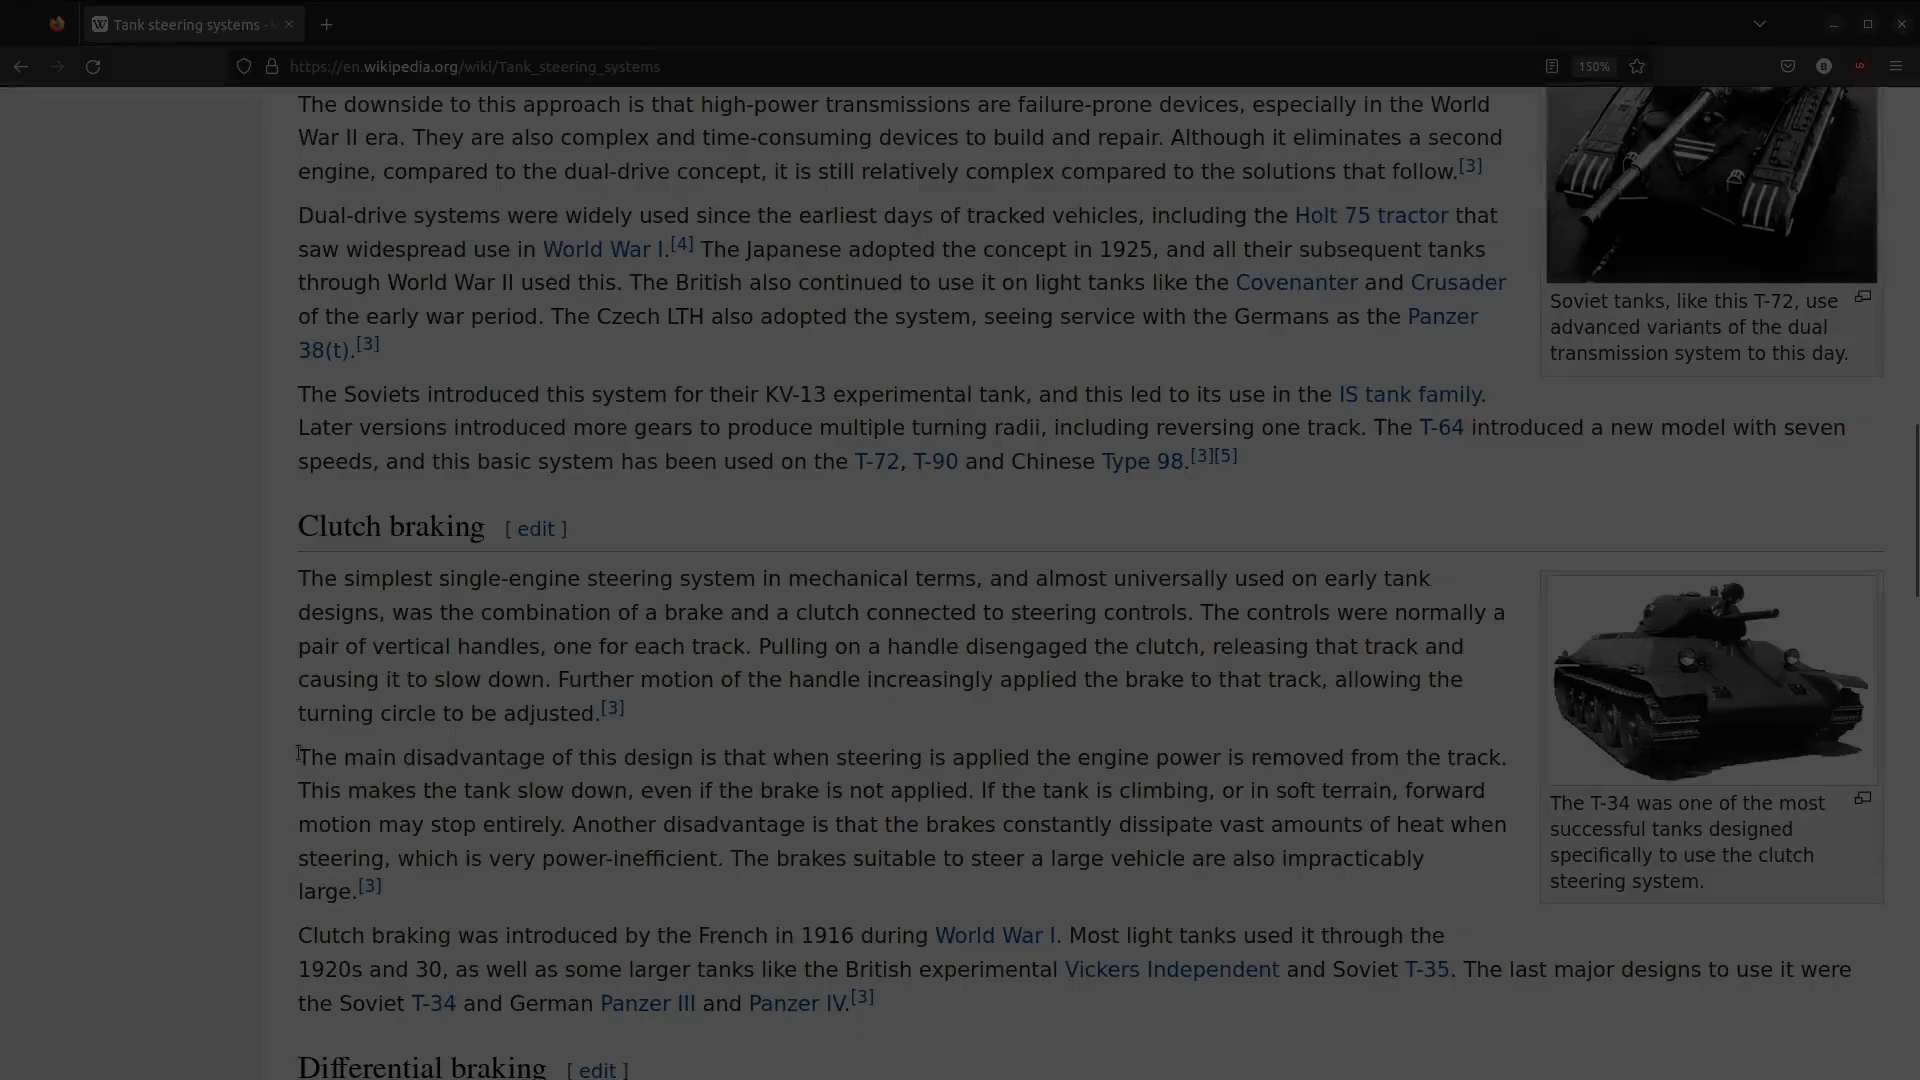 Tank steering systems -
https://en.wikipedia.org/wiki/Tank_steering_systems
150%
The downside to this approach is that high-power transmissions are failure-prone devices, especially in the World
War II era. They are also complex and time-consuming devices to build and repair. Although it eliminates a second
engine, compared to the dual-drive concept, it is still relatively complex compared to the solutions that follow.[3]
Dual-drive systems were widely used since the earliest days of tracked vehicles, including the Holt 75 tractor that
saw widespread use in World War I.[4] The Japanese adopted the concept in 1925, and all their subsequent tanks
through World War II used this. The British also continued to use it on light tanks like the Covenanter and Crusader
of the early war period. The Czech LTH also adopted the system, seeing service with the Germans as the Panzer
38(t).[3]
Soviet tanks, like this T-72, use
advanced variants of the dual
transmission system to this day.
The Soviets introduced this system for their KV-13 experimental tank, and this led to its use in the IS tank family.
Later versions introduced more gears to produce multiple turning radii, including reversing one track. The T-64 introduced a new model with seven
speeds, and this basic system has been used on the T-72, T-90 and Chinese Type 98.[3][5]
Clutch braking [ edit ]
The simplest single-engine steering system in mechanical terms, and almost universally used on early tank
designs, was the combination of a brake and a clutch connected to steering controls. The controls were normally a
pair of vertical handles, one for each track. Pulling on a handle disengaged the clutch, releasing that track and
causing it to slow down. Further motion of the handle increasingly applied the brake to that track, allowing the
turning circle to be adjusted.[3]
The main disadvantage of this design is that when steering is applied the engine power is removed from the track.
This makes the tank slow down, even if the brake is not applied. If the tank is climbing, or in soft terrain, forward
motion may stop entirely. Another disadvantage is that the brakes constantly dissipate vast amounts of heat when
steering, which is very power-inefficient. The brakes suitable to steer a large vehicle are also impracticably
large.[3]
The T-34 was one of the most
successful tanks designed
specifically to use the clutch
steering system.
Clutch braking was introduced by the French in 1916 during World War I. Most light tanks used it through the
1920s and 30, as well as some larger tanks like the British experimental Vickers Independent and Soviet T-35. The last major designs to use it were
the Soviet T-34 and German Panzer III and Panzer IV.[3]
Differential braking [ edit ]